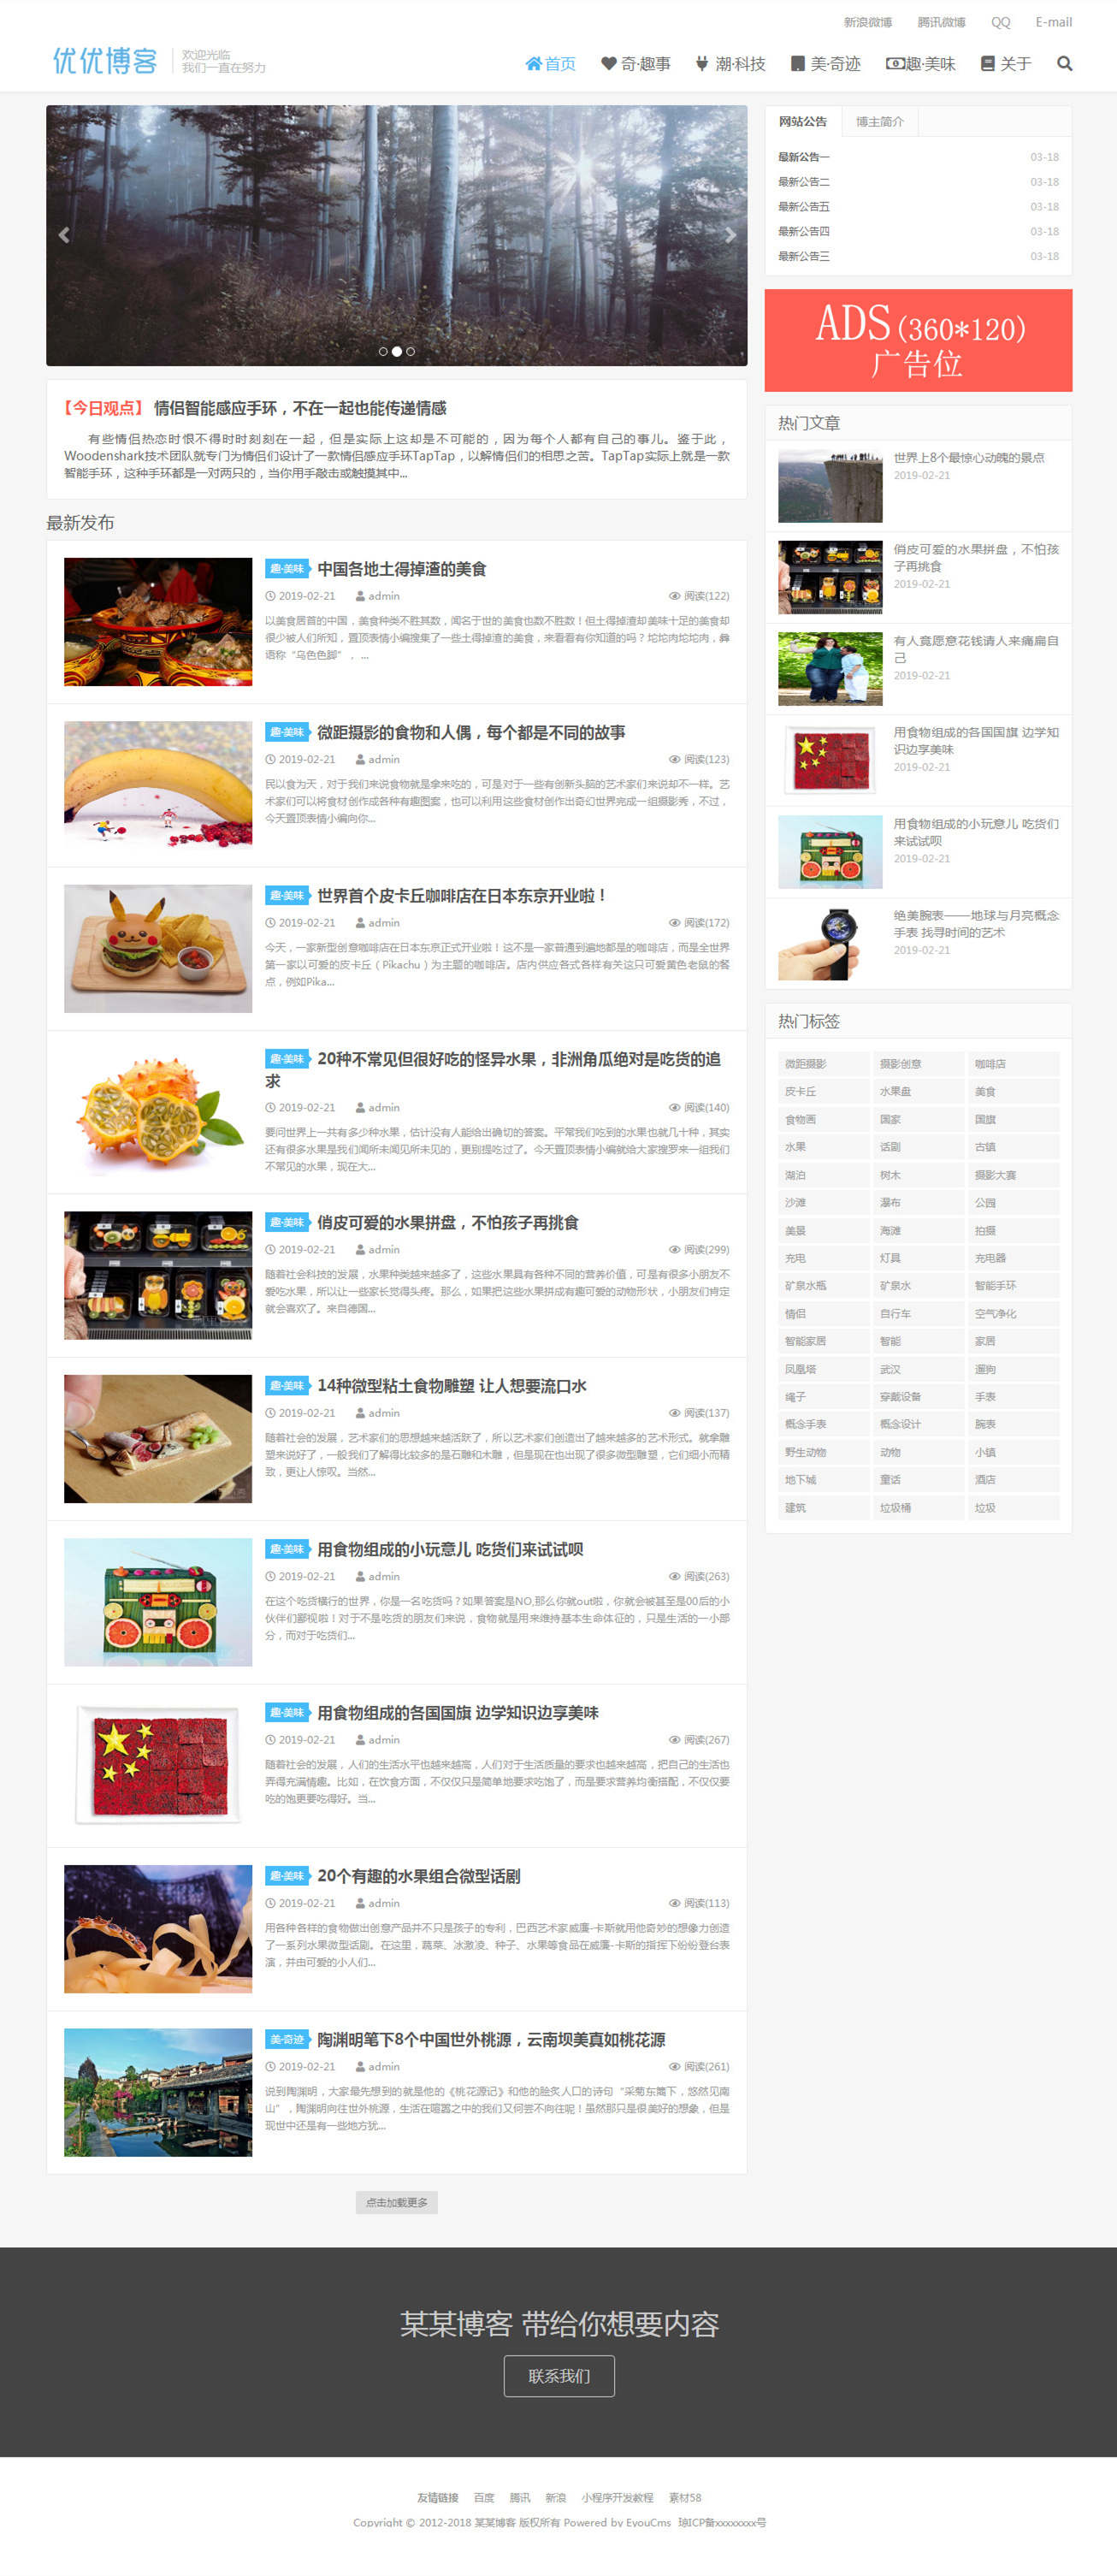 新浪微博 腾讯微博 QQ E-mail
优优博客
欢迎光临
我们一直在努力
首页 奇·趣事 潮·科技 美·奇迹 趣·美味 关于
【今日观点】 情侣智能感应手环，不在一起也能传递情感
有些情侣热恋时恨不得时时刻刻在一起，但是实际上这却是不可能的，因为每个人都有自己的事儿。鉴于此，
Woodenshark技术团队就专门为情侣们设计了一款情侣感应手环TapTap，以解情侣们的相思之苦。TapTap实际上就是一款
智能手环，这种手环都是一对两只的，当你用手敲击或触摸其中...
最新发布
趣·美味 中国各地土得掉渣的美食
2019-02-21 admin 阅读(122)
以美食居首的中国，美食种类不胜其数，闻名于世的美食也数不胜数！但土得掉渣却美味十足的美食却
很少被人们所知，置顶表情小编搜集了一些土得掉渣的美食，来看看有你知道的吗？坨坨肉坨坨肉，彝
语称“乌色色脚”， ...
趣·美味 微距摄影的食物和人偶，每个都是不同的故事
2019-02-21 admin 阅读(123)
民以食为天，对于我们来说食物就是拿来吃的，可是对于一些有创新头脑的艺术家们来说却不一样。艺
术家们可以将食材创作成各种有趣图案，也可以利用这些食材创作出奇幻世界完成一组摄影秀，不过，
今天置顶表情小编向你...
趣·美味 世界首个皮卡丘咖啡店在日本东京开业啦！
2019-02-21 admin 阅读(172)
今天，一家新型创意咖啡店在日本东京正式开业啦！这不是一家普通到遍地都是的咖啡店，而是全世界
第一家以可爱的皮卡丘（Pikachu）为主题的咖啡店。店内供应各式各样有关这只可爱黄色老鼠的餐
点，例如Pika...
趣·美味 20种不常见但很好吃的怪异水果，非洲角瓜绝对是吃货的追
求
2019-02-21 admin 阅读(140)
要问世界上一共有多少种水果，估计没有人能给出确切的答案。平常我们吃到的水果也就几十种，其实
还有很多水果是我们闻所未闻见所未见的，更别提吃过了。今天置顶表情小编就给大家搜罗来一组我们
不常见的水果，现在大...
趣·美味 俏皮可爱的水果拼盘，不怕孩子再挑食
2019-02-21 admin 阅读(299)
随着社会科技的发展，水果种类越来越多了，这些水果具有各种不同的营养价值，可是有很多小朋友不
爱吃水果，所以让一些家长觉得头疼。那么，如果把这些水果拼成有趣可爱的动物形状，小朋友们肯定
就会喜欢了。来自德国...
趣·美味 14种微型粘土食物雕塑 让人想要流口水
2019-02-21 admin 阅读(137)
随着社会的发展，艺术家们的思想越来越活跃了，所以艺术家们创造出了越来越多的艺术形式。就拿雕
塑来说好了，一般我们了解得比较多的是石雕和木雕，但是现在也出现了很多微型雕塑，它们细小而精
致，更让人惊叹。当然...
趣·美味 用食物组成的小玩意儿 吃货们来试试呗
2019-02-21 admin 阅读(263)
在这个吃货横行的世界，你是一名吃货吗？如果答案是NO,那么你就out啦，你就会被甚至是00后的小
伙伴们鄙视啦！对于不是吃货的朋友们来说，食物就是用来维持基本生命体征的，只是生活的一小部
分，而对于吃货们...
趣·美味 用食物组成的各国国旗 边学知识边享美味
2019-02-21 admin 阅读(267)
随着社会的发展，人们的生活水平也越来越高，人们对于生活质量的要求也越来越高，把自己的生活也
弄得充满情趣。比如，在饮食方面，不仅仅只是简单地要求吃饱了，而是要求营养均衡搭配，不仅仅要
吃的饱更要吃得好。当...
趣·美味 20个有趣的水果组合微型话剧
2019-02-21 admin 阅读(113)
用各种各样的食物做出创意产品并不只是孩子的专利，巴西艺术家威廉-卡斯就用他奇妙的想像力创造
了一系列水果微型话剧。在这里，蔬菜、冰激凌、种子、水果等食品在威廉-卡斯的指挥下纷纷登台表
演，并由可爱的小人们...
美·奇迹 陶渊明笔下8个中国世外桃源，云南坝美真如桃花源
2019-02-21 admin 阅读(261)
说到陶渊明，大家最先想到的就是他的《桃花源记》和他的脍炙人口的诗句“采菊东篱下，悠然见南
山”，陶渊明向往世外桃源，生活在喧嚣之中的我们又何尝不向往呢！虽然那只是很美好的想象，但是
现世中还是有一些地方犹...
点击加载更多
网站公告 博主简介
最新公告一 03-18
最新公告二 03-18
最新公告五 03-18
最新公告四 03-18
最新公告三 03-18
ADS(360*120)
广告位
热门文章
世界上8个最惊心动魄的景点
2019-02-21
俏皮可爱的水果拼盘，不怕孩
子再挑食
2019-02-21
有人竟愿意花钱请人来痛扁自
己
2019-02-21
用食物组成的各国国旗 边学知
识边享美味
2019-02-21
用食物组成的小玩意儿 吃货们
来试试呗
2019-02-21
绝美腕表——地球与月亮概念
手表 找寻时间的艺术
2019-02-21
热门标签
微距摄影 摄影创意 咖啡店
皮卡丘 水果盘 美食
食物画 国家 国旗
水果 话剧 古镇
湖泊 树木 摄影大赛
沙滩 瀑布 公园
美景 海滩 拍摄
充电 灯具 充电器
矿泉水瓶 矿泉水 智能手环
情侣 自行车 空气净化
智能家居 智能 家居
凤凰塔 武汉 遛狗
绳子 穿戴设备 手表
概念手表 概念设计 腕表
野生动物 动物 小镇
地下城 童话 酒店
建筑 垃圾桶 垃圾
某某博客 带给你想要内容
联系我们
友情链接 百度 腾讯 新浪 小程序开发教程 素材58
Copyright © 2012-2018 某某博客 版权所有 Powered by EyouCms 琼ICP备xxxxxxxx号